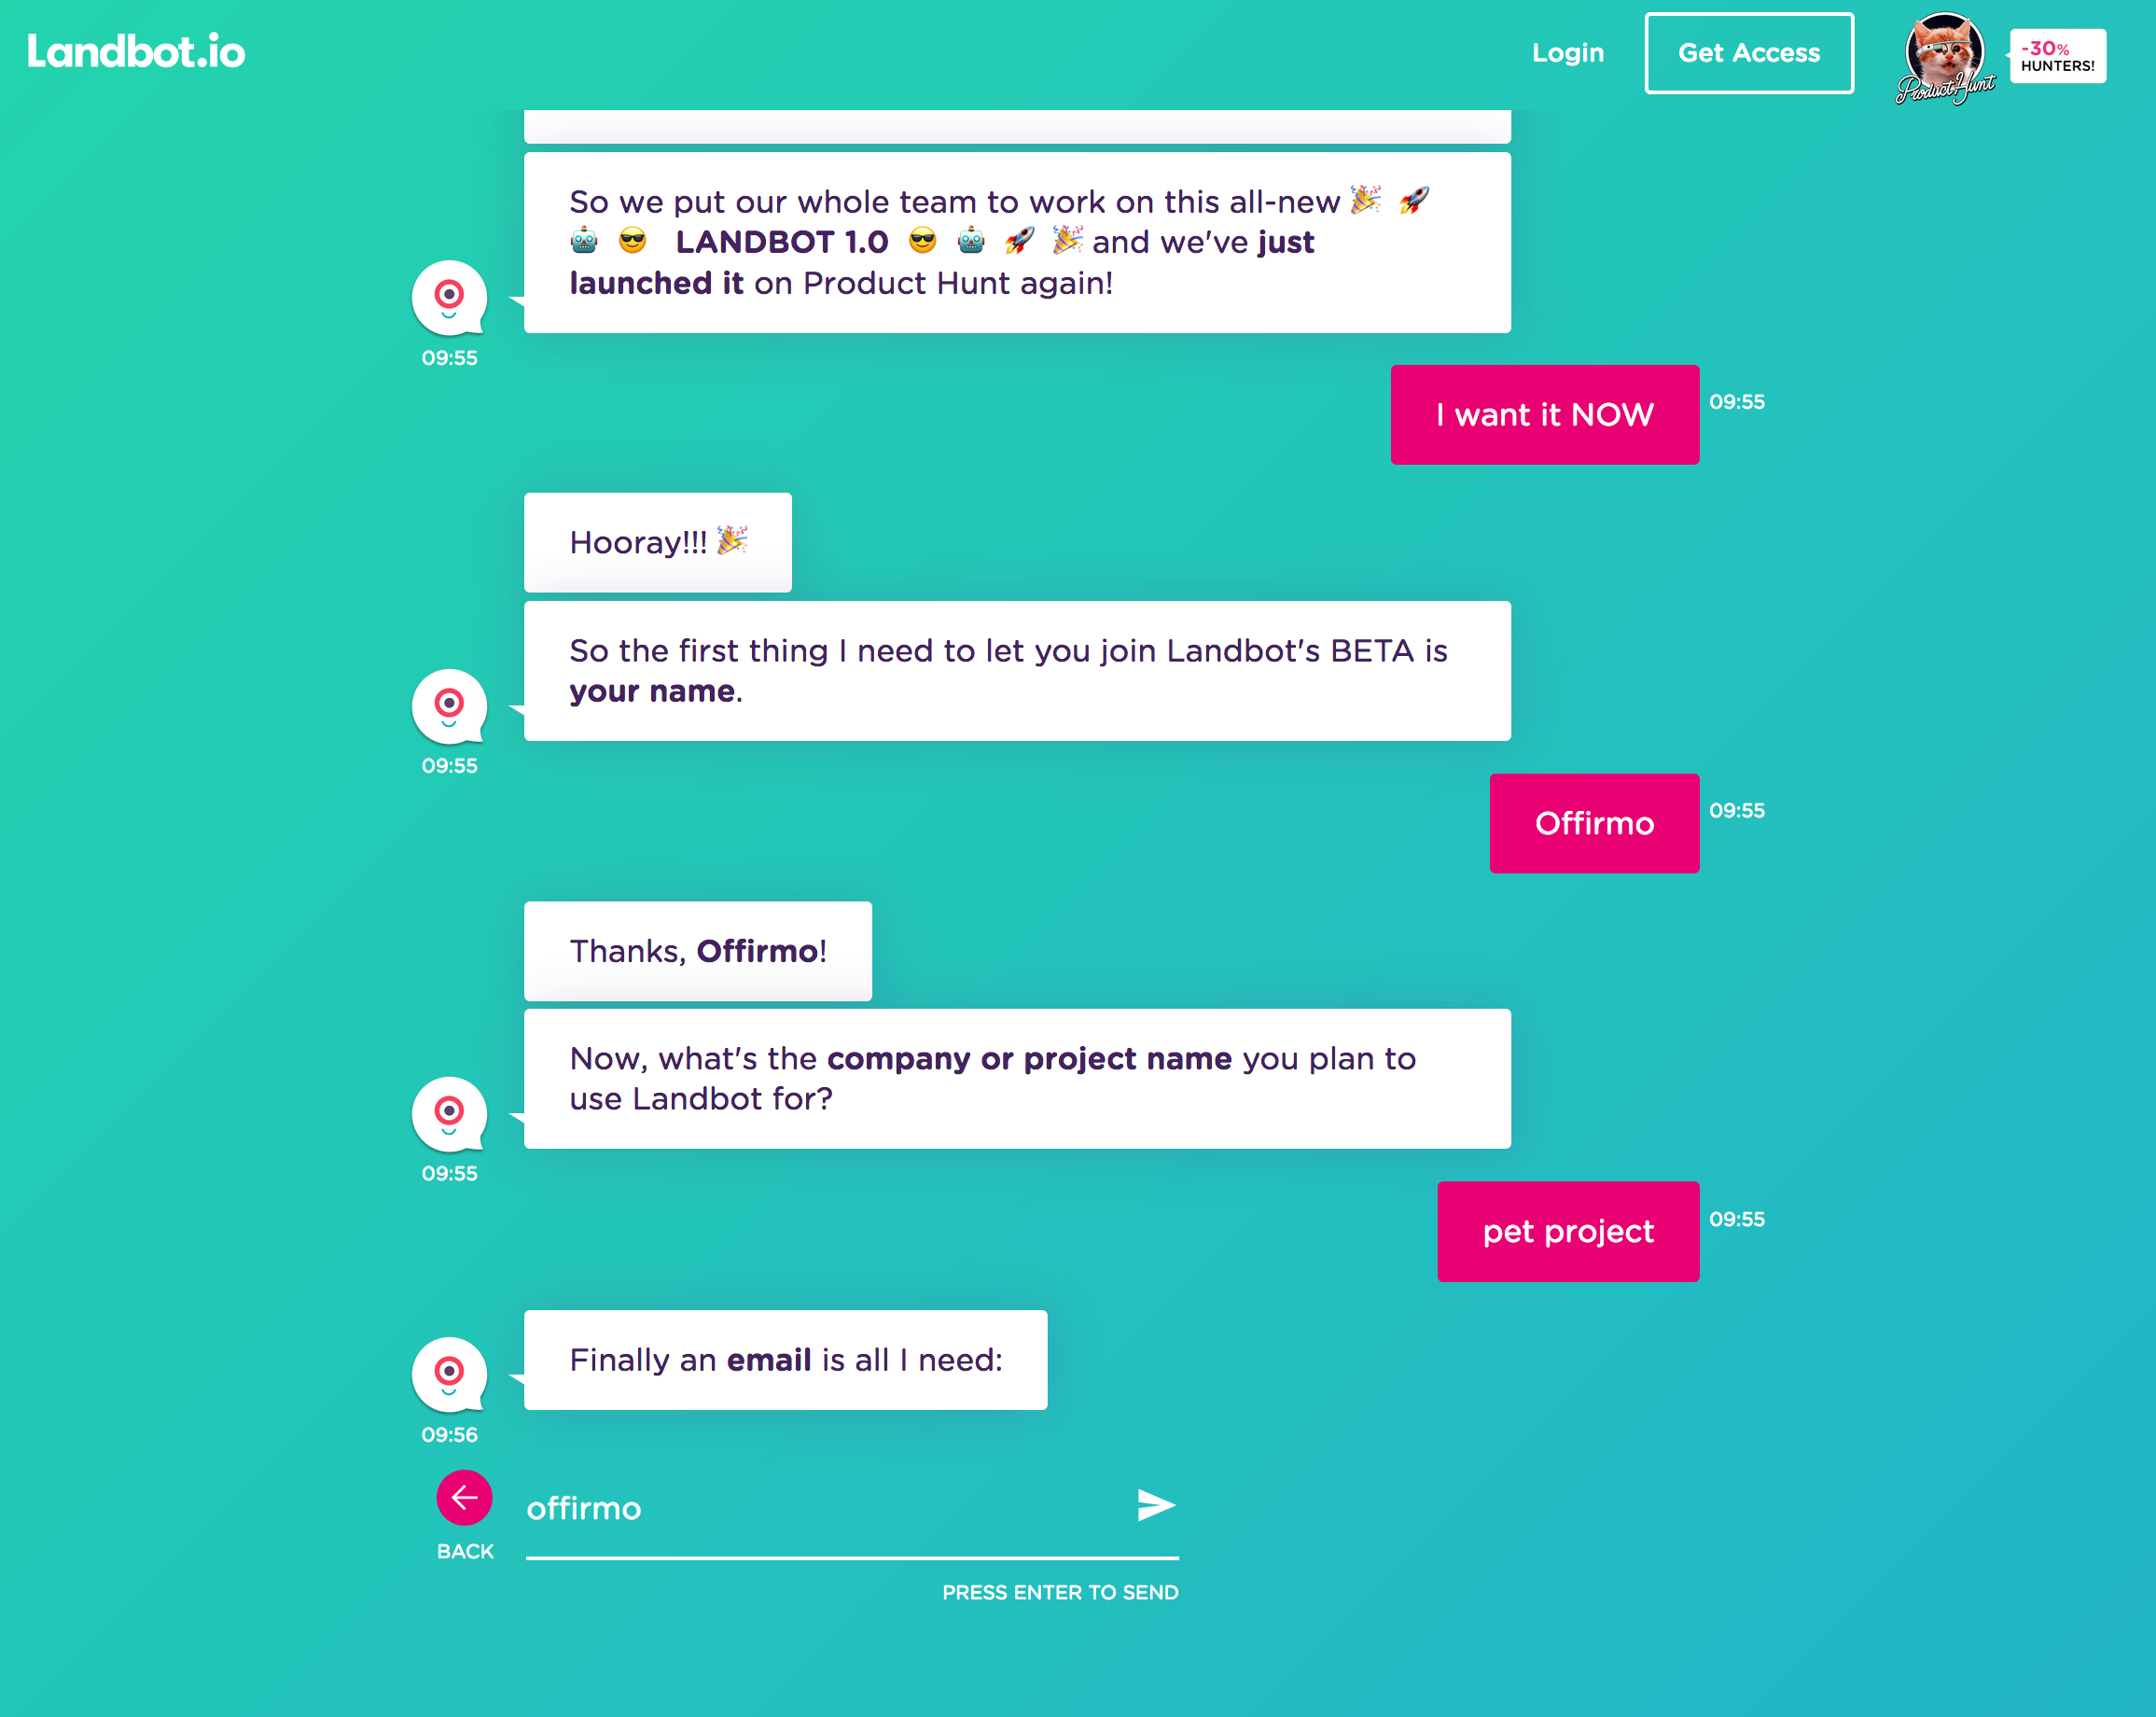 Landbot.io
Login
Get Access
Product Hunt
-30%
HUNTERS!
So we put our whole team to work on this all-new 🎉 🚀
🤖 😎 LANDBOT 1.0 😎 🤖 🚀 🎉 and we've just
launched it on Product Hunt again!
09:55
I want it NOW
09:55
Hooray!!! 🎉
So the first thing I need to let you join Landbot's BETA is
your name.
09:55
Offirmo
09:55
Thanks, Offirmo!
Now, what's the company or project name you plan to
use Landbot for?
09:55
pet project
09:55
Finally an email is all I need:
09:56
offirmo
BACK
PRESS ENTER TO SEND